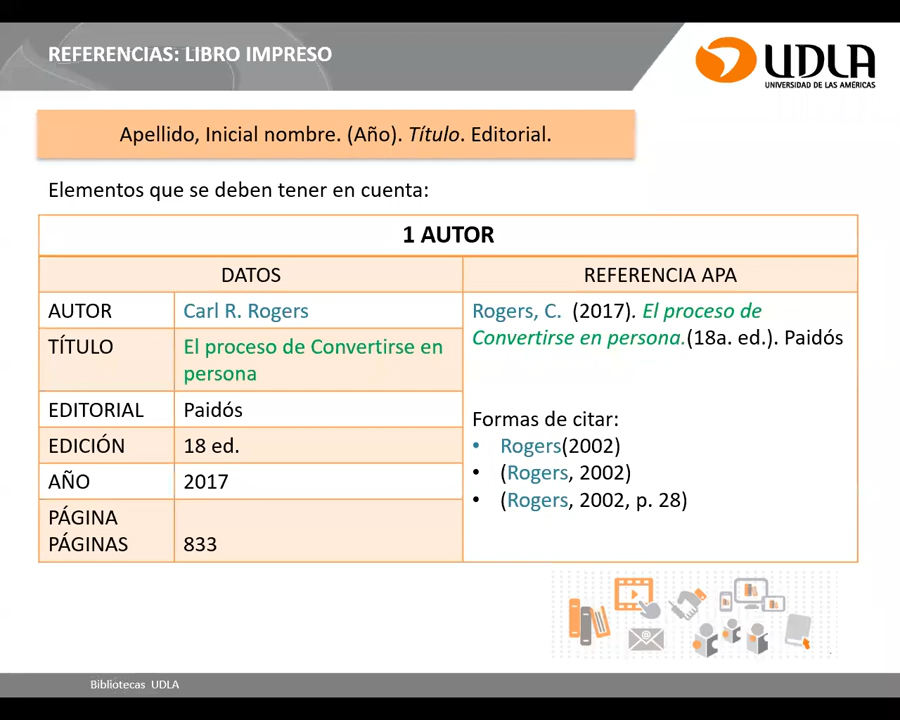 REFERENCIAS: LIBRO IMPRESO
UDLA
UNIVERSIDAD DE LAS AMÉRICAS
Apellido, Inicial nombre. (Año). Título. Editorial.
Elementos que se deben tener en cuenta:
1 AUTOR
DATOS
REFERENCIA APA
AUTOR
Carl R. Rogers
TÍTULO
El proceso de Convertirse en
persona
EDITORIAL
Paidós
EDICIÓN
18 ed.
AÑO
2017
PÁGINA
PÁGINAS
833
Rogers, C. (2017). El proceso de
Convertirse en persona.(18a. ed.). Paidós
Formas de citar:
• Rogers(2002)
• (Rogers, 2002)
• (Rogers, 2002, p. 28)
@
Bibliotecas UDLA